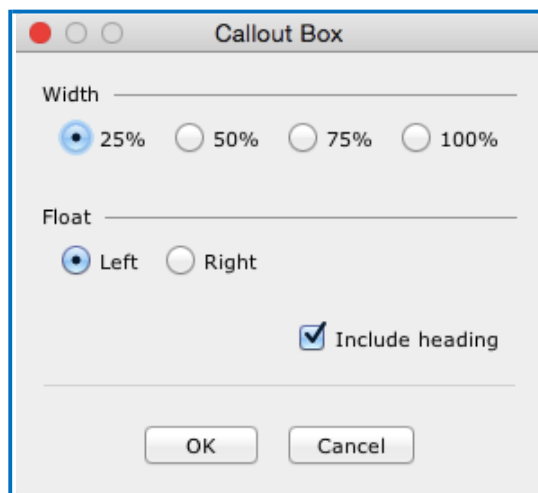 Callout Box
Width
25% 50% 75% 100%
Float
Left Right
Include heading
OK Cancel